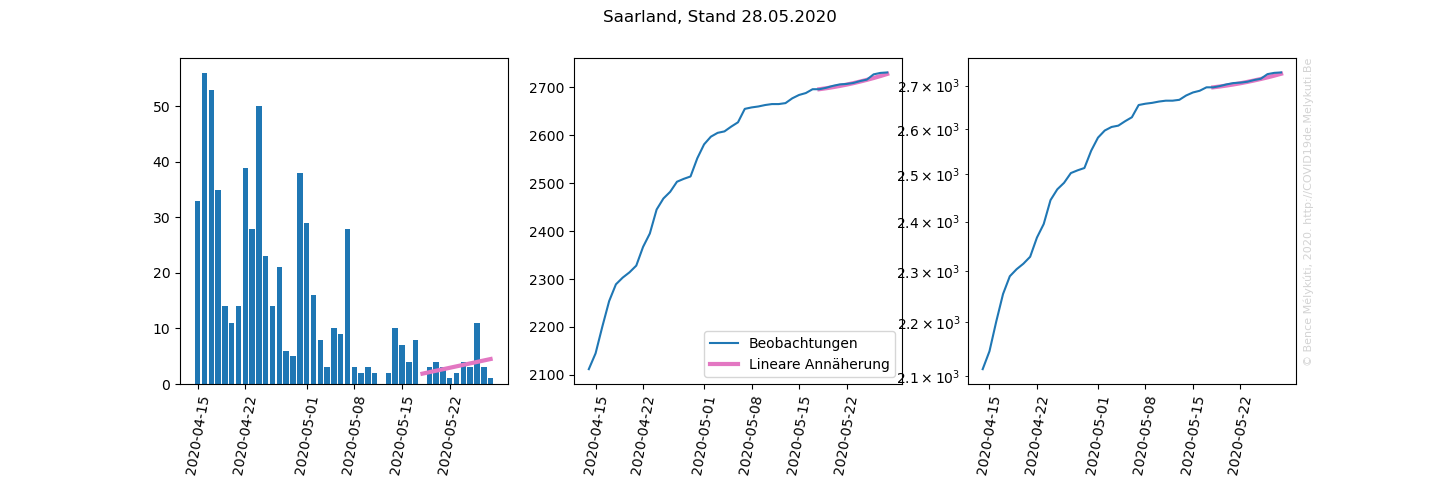 Saarland, Stand 28.05.2020
50
40
30
20
10
0
2020-04-15
2020-04-22
2020-05-01
2020-05-08
2020-05-15
2020-05-22
2700
2600
2500
2400
2300
2200
2100
Beobachtungen
Lineare Annäherung
2020-04-15
2020-04-22
2020-05-01
2020-05-08
2020-05-15
2020-05-22
2.7 × 10³
2.6 × 10³
2.5 × 10³
2.4 × 10³
2.3 × 10³
2.2 × 10³
2.1 × 10³
2020-04-15
2020-04-22
2020-05-01
2020-05-08
2020-05-15
2020-05-22
© Bence Mélykúti, 2020. http://COVID19de.Melykuti.Be